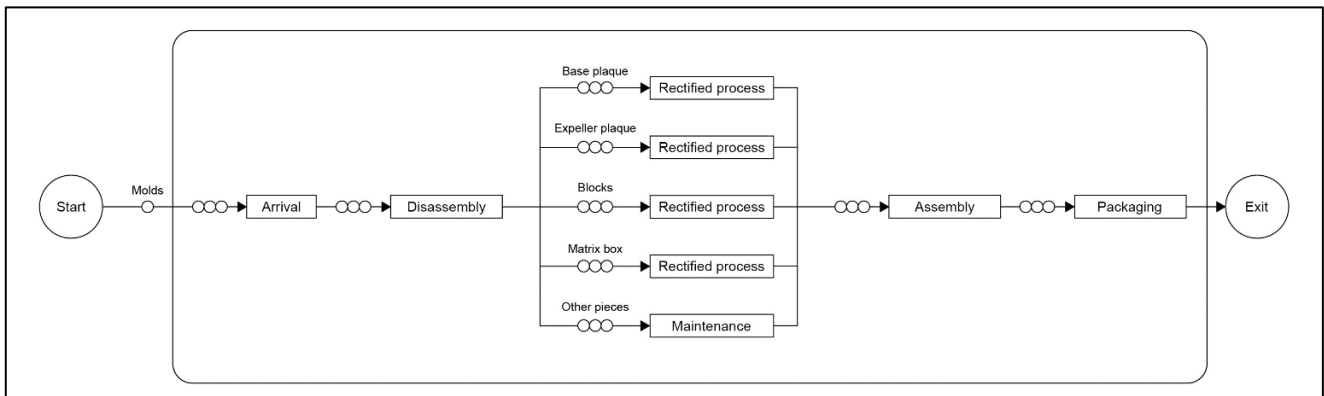 Start
Molds
Arrival
Disassembly
Base plaque
Rectified process
Expeller plaque
Rectified process
Blocks
Rectified process
Matrix box
Rectified process
Other pieces
Maintenance
Assembly
Packaging
Exit